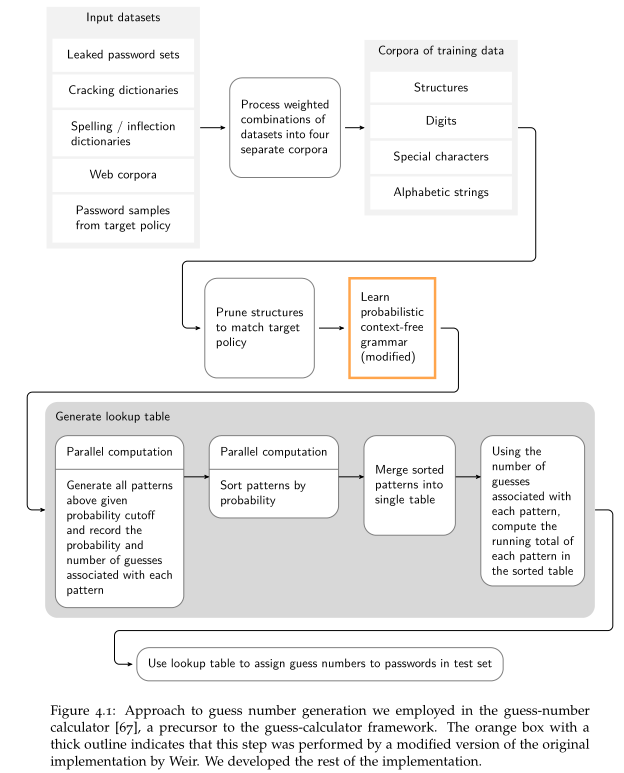 Input datasets
Leaked password sets
Cracking dictionaries
Spelling / inflection
dictionaries
Web corpora
Password samples
from target policy
Process weighted
combinations of
datasets into four
separate corpora
Corpora of training data
Structures
Digits
Special characters
Alphabetic strings
Prune structures
to match target
policy
Learn
probabilistic
context-free
grammar
(modified)
Generate lookup table
Parallel computation
Generate all patterns
above given
probability cutoff
and record the
probability and
number of guesses
associated with each
pattern
Parallel computation
Sort patterns by
probability
Merge sorted
patterns into
single table
Using the
number of
guesses
associated with
each pattern,
compute the
running total of
each pattern in
the sorted table
Use lookup table to assign guess numbers to passwords in test set
Figure 4.1: Approach to guess number generation we employed in the guess-number
calculator [67], a precursor to the guess-calculator framework. The orange box with a
thick outline indicates that this step was performed by a modified version of the original
implementation by Weir. We developed the rest of the implementation.